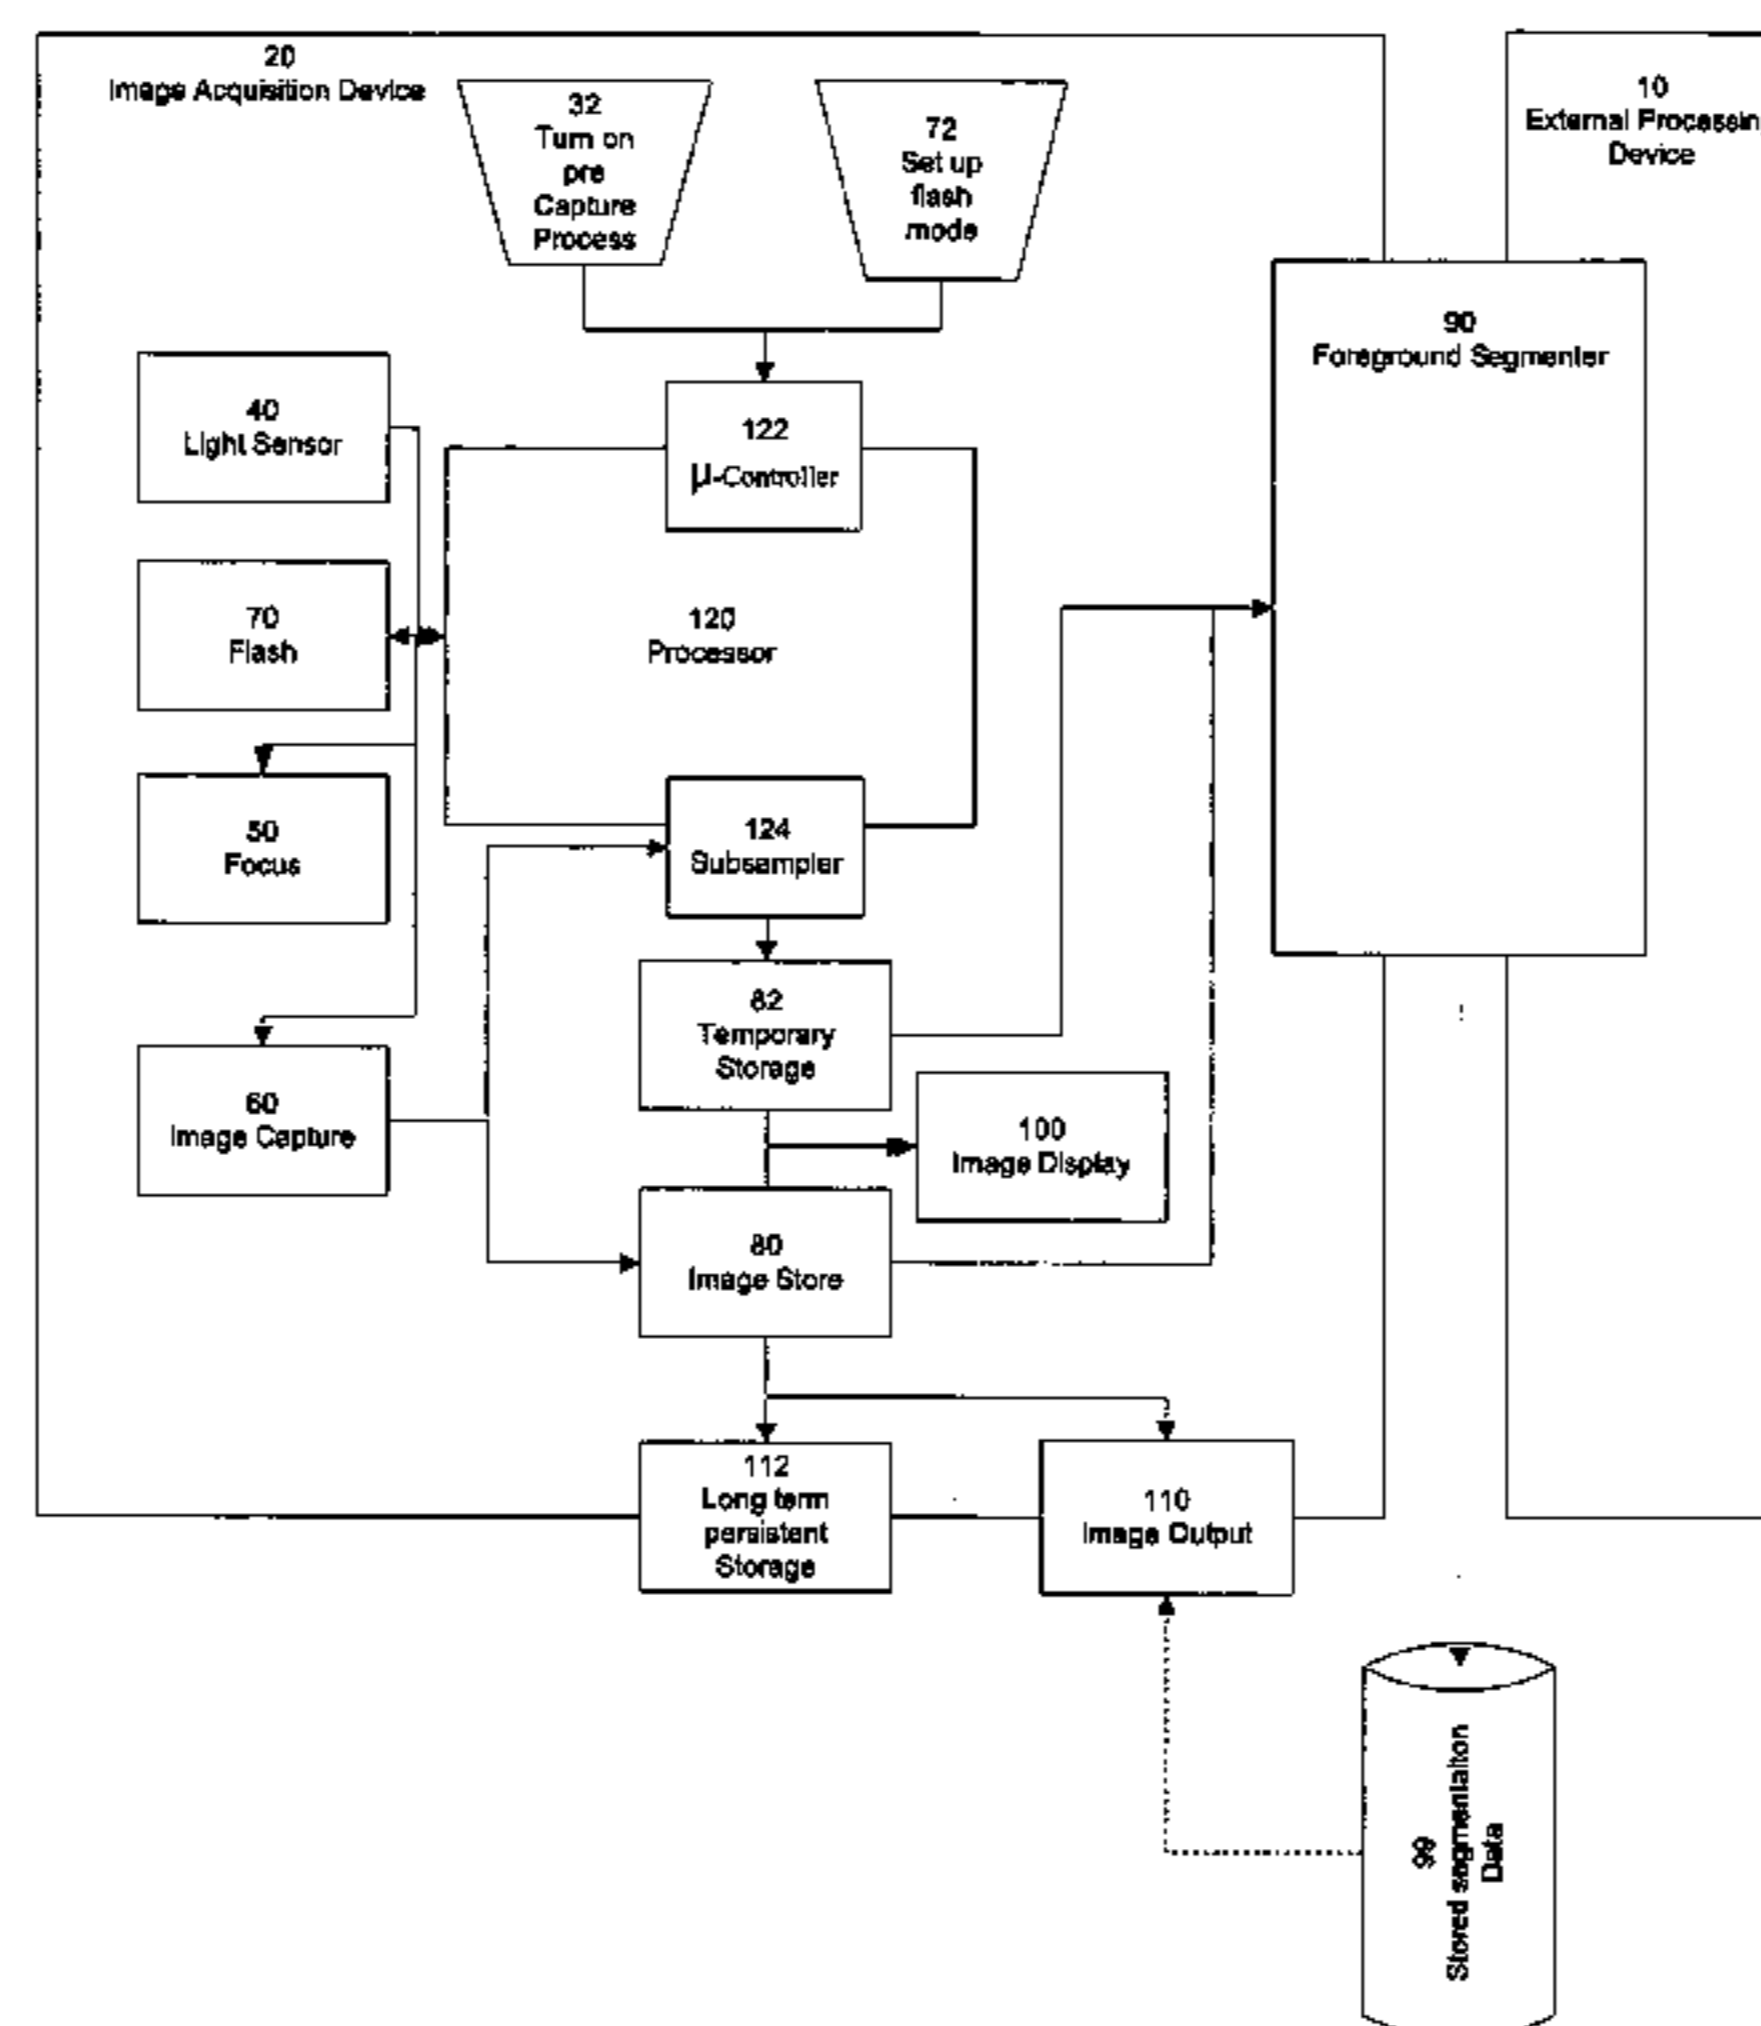 20
Image Acquisition Device
32
Turn on
pre
Capture
Process
72
Set up
flash
mode
10
External Processin
Device
90
Foreground Segmenter
40
Light Sensor
122
µ-Controller
70
Flash
120
Processor
50
Focus
124
Subsampler
82
Temporary
Storage
60
Image Capture
100
Image Display
80
Image Store
112
Long term
persistent
Storage
110
Image Output
99
Stored segmentaiton
Data